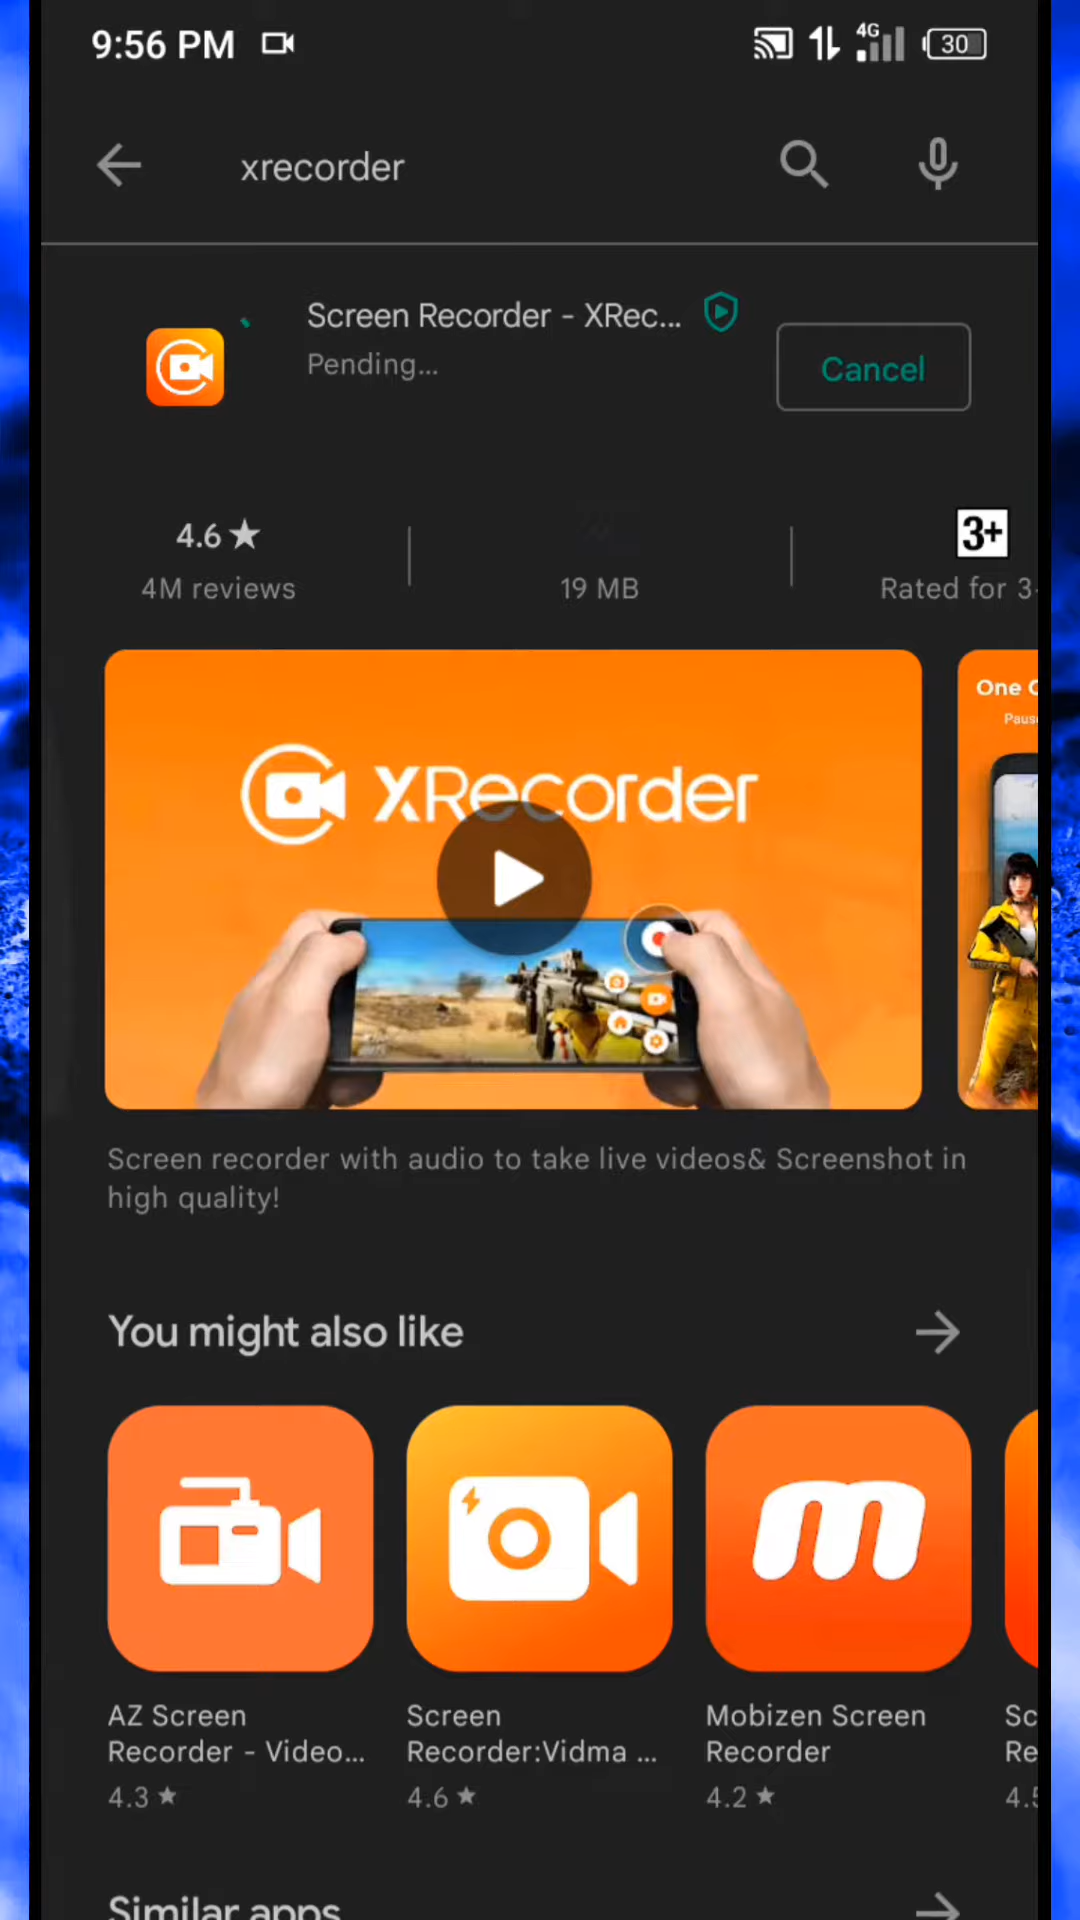 9:56 PM
4G
30
xrecorder
Screen Recorder - XRec...
Pending...
Cancel
4.6 ★
4M reviews
19 MB
3+
Rated for 3
XRecorder
One
Paus
Screen recorder with audio to take live videos& Screenshot in
high quality!
You might also like
m
AZ Screen
Recorder - Video...
4.3 ★
Screen
Recorder:Vidma ...
4.6 ★
Mobizen Screen
Recorder
4.2 ★
Sc
Re
4.5
Similar apps